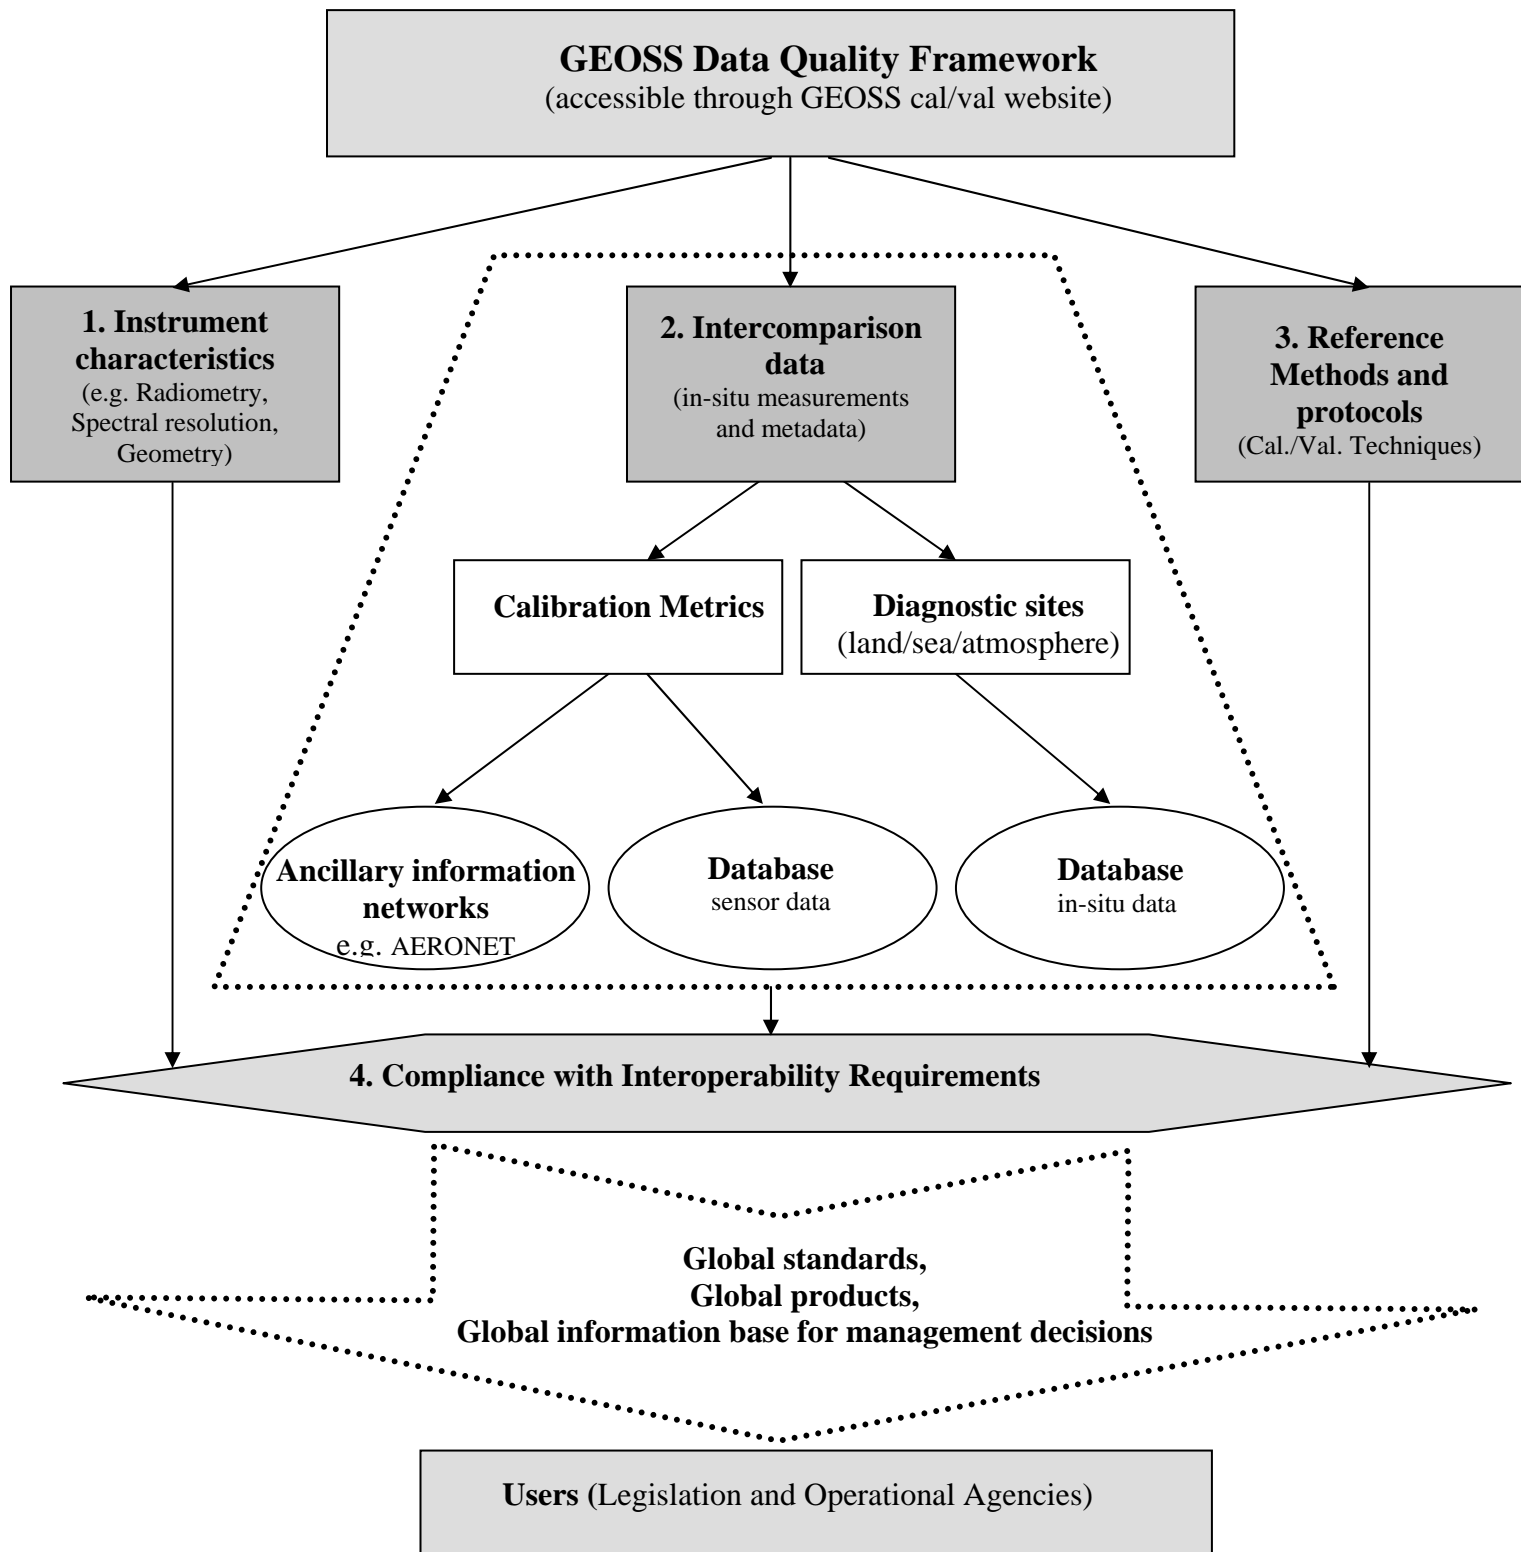 GEOSS Data Quality Framework
(accessible through GEOSS cal/val website)
1. Instrument
characteristics
(e.g. Radiometry,
Spectral resolution,
Geometry)
2. Intercomparison
data
(in-situ measurements
and metadata)
3. Reference
Methods and
protocols
(Cal./Val. Techniques)
Calibration Metrics
Diagnostic sites
(land/sea/atmosphere)
Ancillary information
networks
e.g. AERONET
Database
sensor data
Database
in-situ data
4. Compliance with Interoperability Requirements
Global standards,
Global products,
Global information base for management decisions
Users (Legislation and Operational Agencies)